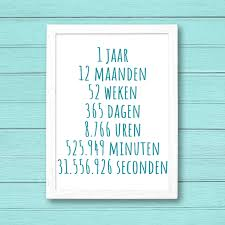 1 JAAR
12 MAANDEN
52 WEKEN
365 DAGEN
8.766 UREN
525.949 MINUTEN
31.556.926 SECONDEN